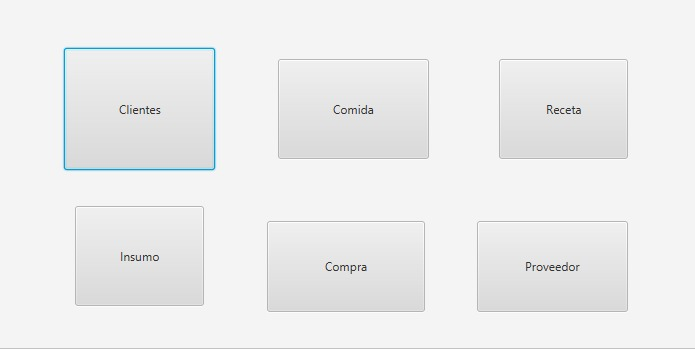 Clientes
Comida
Receta
Insumo
Compra
Proveedor